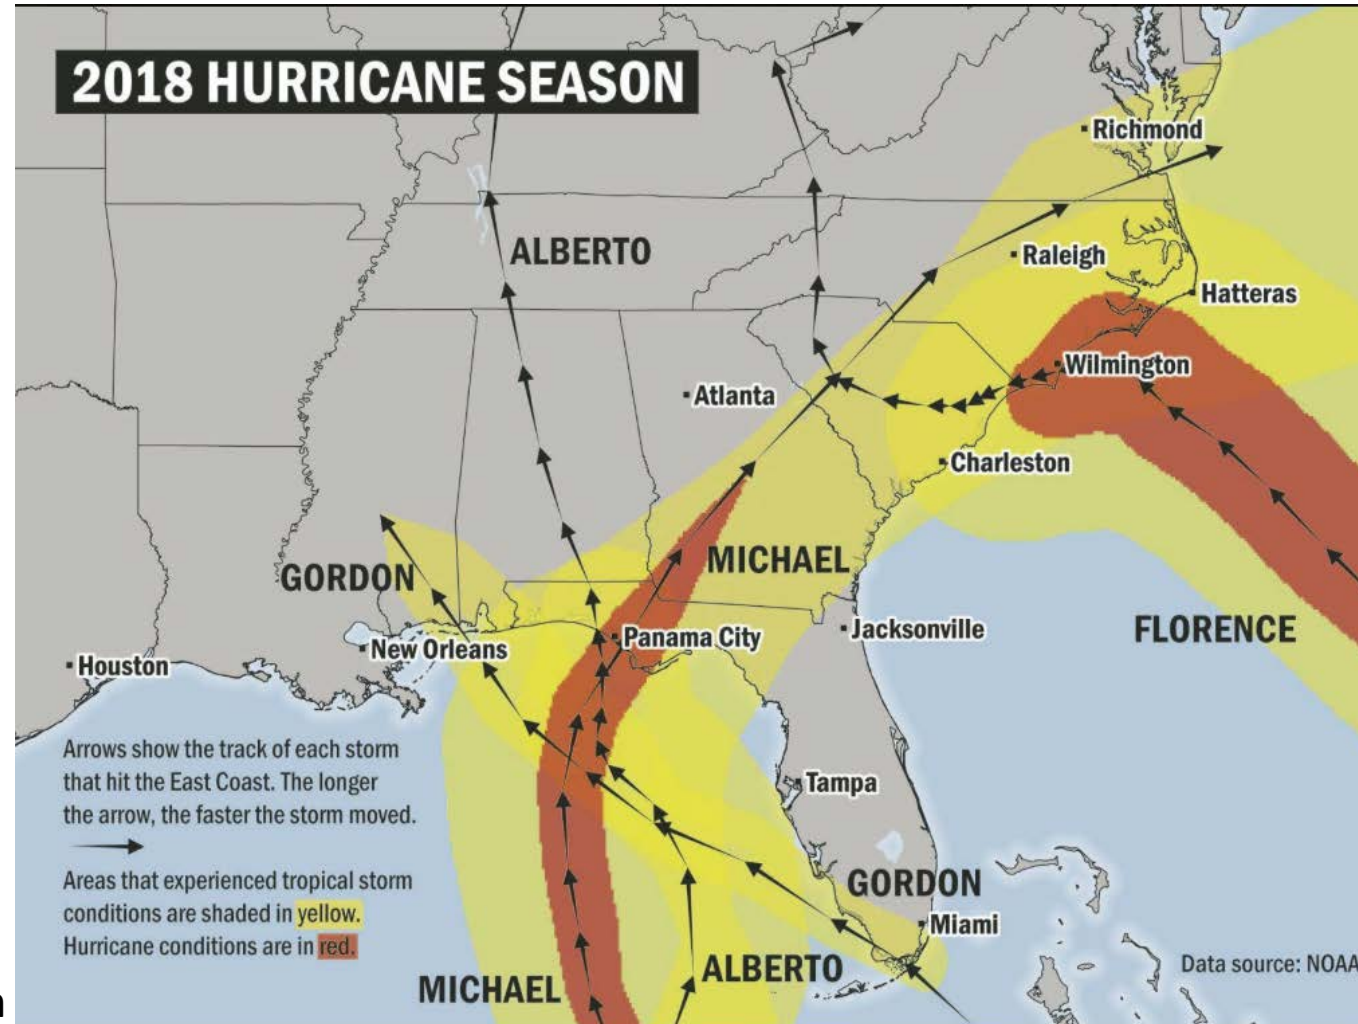 2018 HURRICANE SEASON
Richmond
ALBERTO
Raleigh
Hatteras
Wilmington
Atlanta
Charleston
MICHAEL
GORDON
FLORENCE
Jacksonville
Panama City
New Orleans
Houston
Arrows show the track of each storm
that hit the East Coast. The longer
the arrow, the faster the storm moved.
Tampa
Areas that experienced tropical storm
conditions are shaded in yellow.
Hurricane conditions are in red.
GORDON
Miami
ALBERTO
MICHAEL
Data source: NOAA